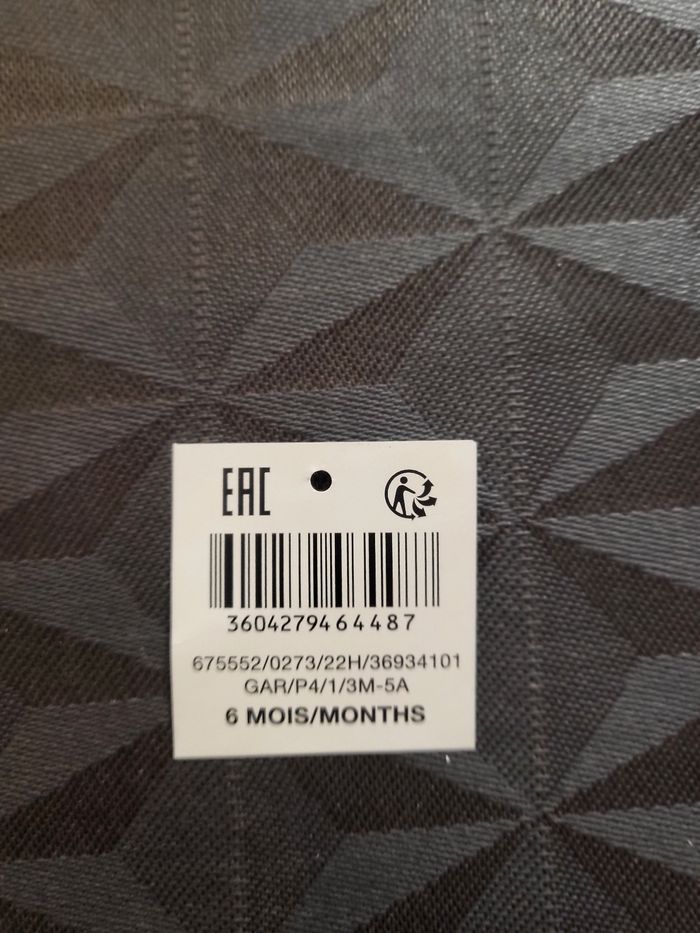 EAC
3604279464487
675552/0273/22H/36934101
GAR/P4/1/3M-5A
6 MOIS/MONTHS